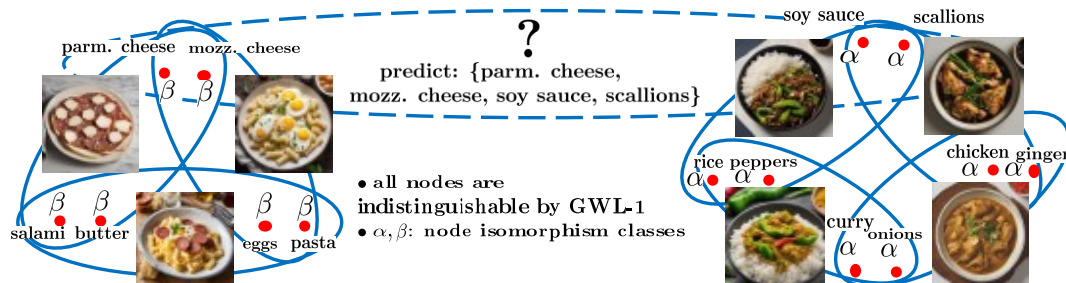 soy sauce scallions
parm. cheese mozz. cheese
?
predict: {parm. cheese,
mozz. cheese, soy sauce, scallions}
α α
β β
rice peppers
chicken ginger
α α
α α
• all nodes are
indistinguishable by GWL-1
• α, β: node isomorphism classes
β β
β β
salami butter
eggs pasta
curry onions
α α